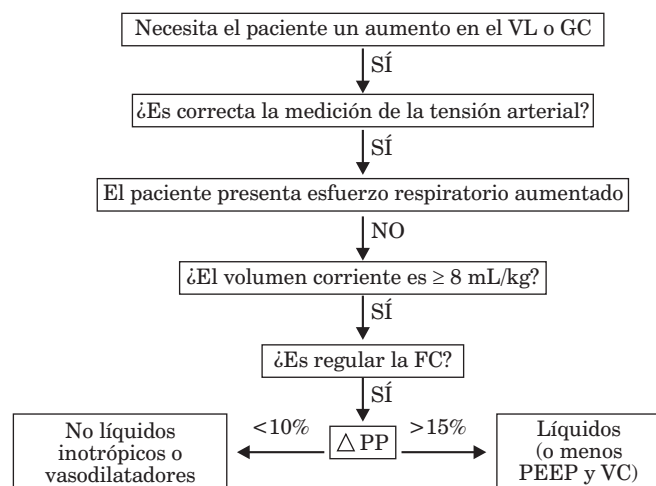 Necesita el paciente un aumento en el VL o GC
SÍ
¿Es correcta la medición de la tensión arterial?
SÍ
El paciente presenta esfuerzo respiratorio aumentado
NO
¿El volumen corriente es ≥ 8 mL/kg?
SÍ
¿Es regular la FC?
SÍ
No líquidos
inotrópicos o
vasodilatadores
<10%
△ PP
>15%
Líquidos
(o menos
PEEP y VC)